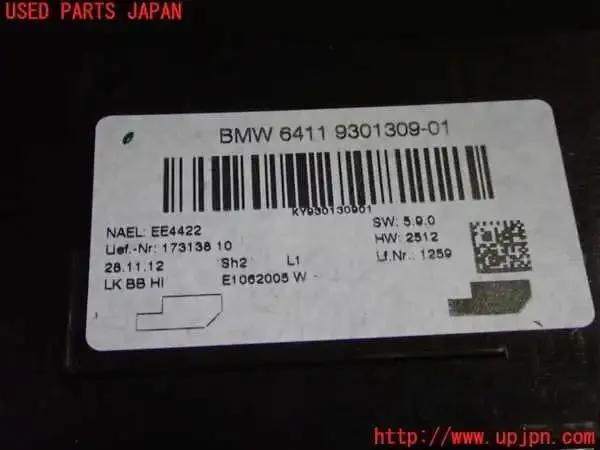 USED PARTS JAPAN
BMW 6411 9301309-01
KY930130901
NAEL: EE4422
SW: 5.9.0
Lief.-Nr: 173138 10
HW: 2512
28.11.12 Sh2 L1
Lf.Nr.: 1259
LK BB HI E1062005 W
http://www.upjpn.com/